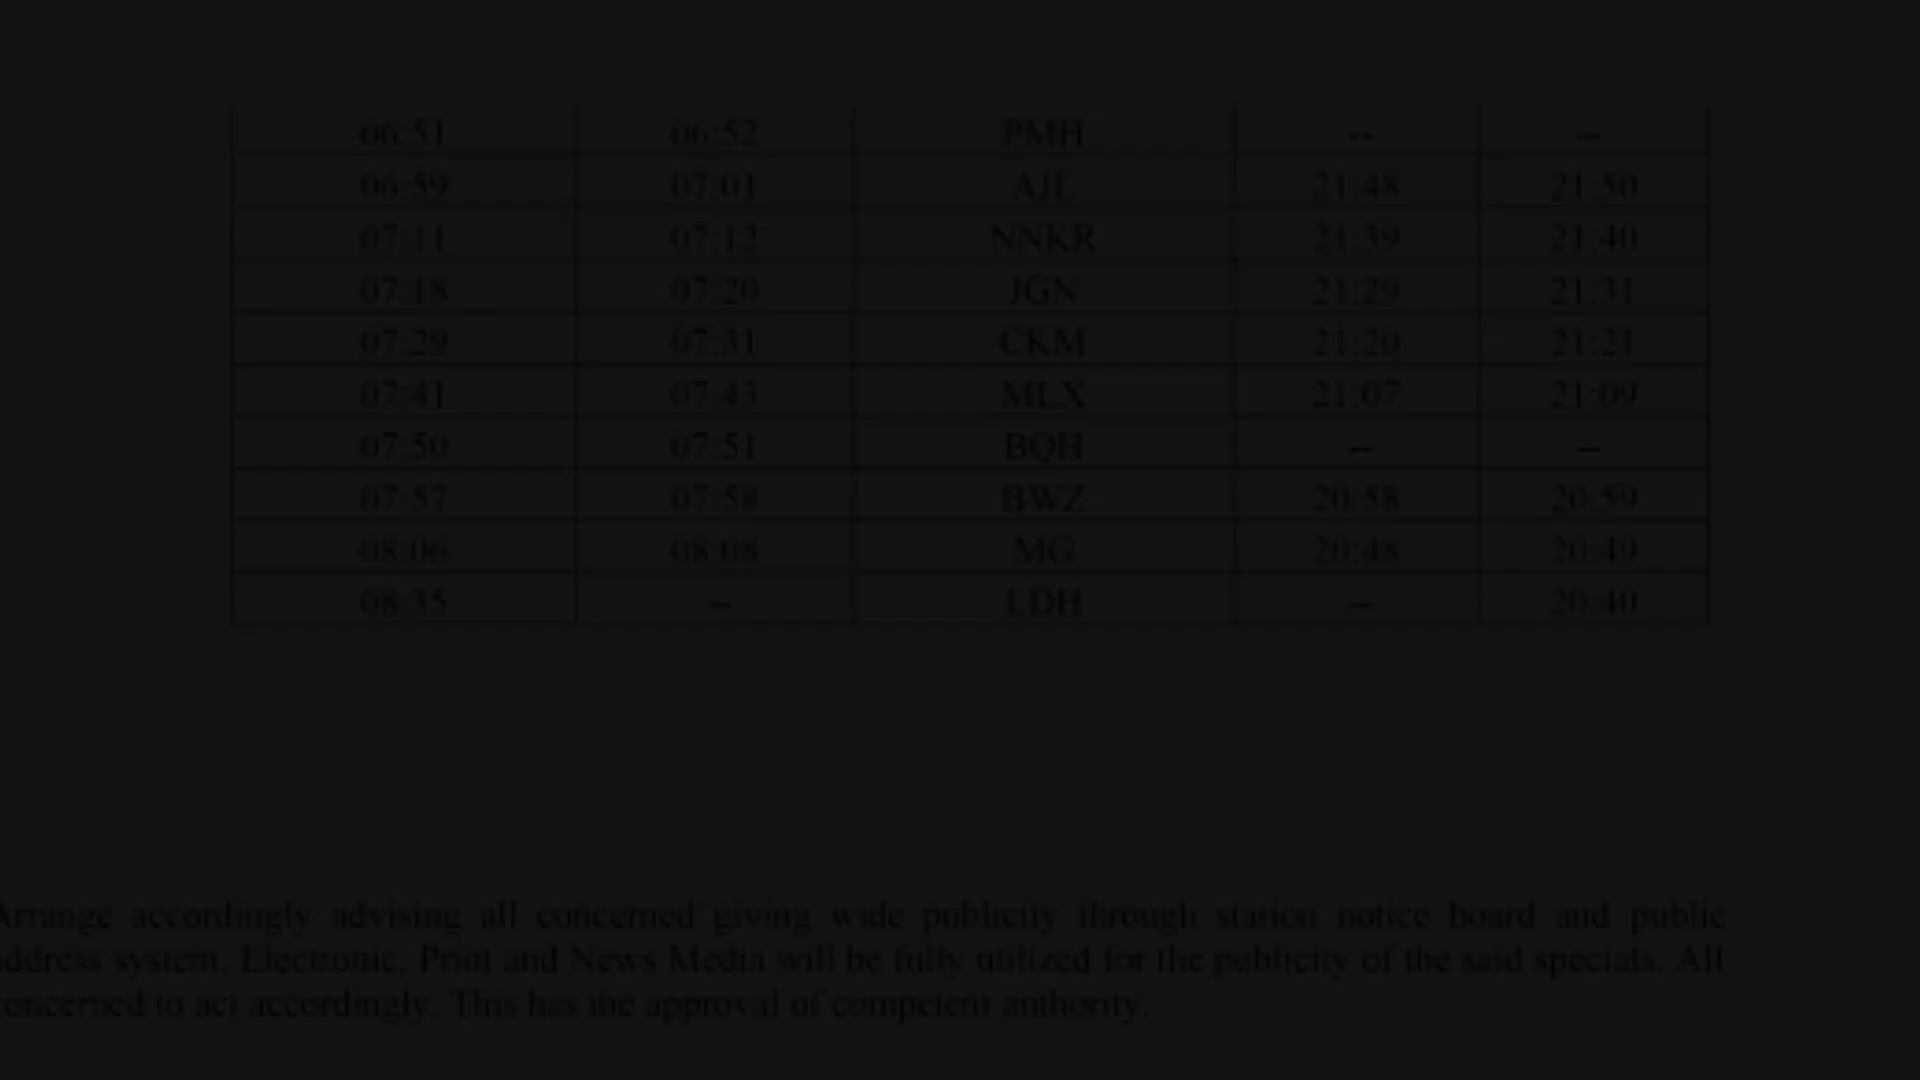 06:51 06:52 PMH -- --
06:59 07:01 AJL 21:48 21:50
07:11 07:12 NNKR 21:39 21:40
07:18 07:20 JGN 21:29 21:31
07:29 07:31 CKM 21:20 21:21
07:41 07:43 MLX 21:07 21:09
07:50 07:51 BQH -- --
07:57 07:58 BWZ 20:58 20:59
08:06 08:08 MG 20:48 20:49
08:35 -- LDH -- 20:40
Arrange accordingly advising all concerned giving wide publicity through station notice board and public
address system. Electronic, Print and News Media will be fully utilized for the publicity of the said specials. All
concerned to act accordingly. This has the approval of competent authority.